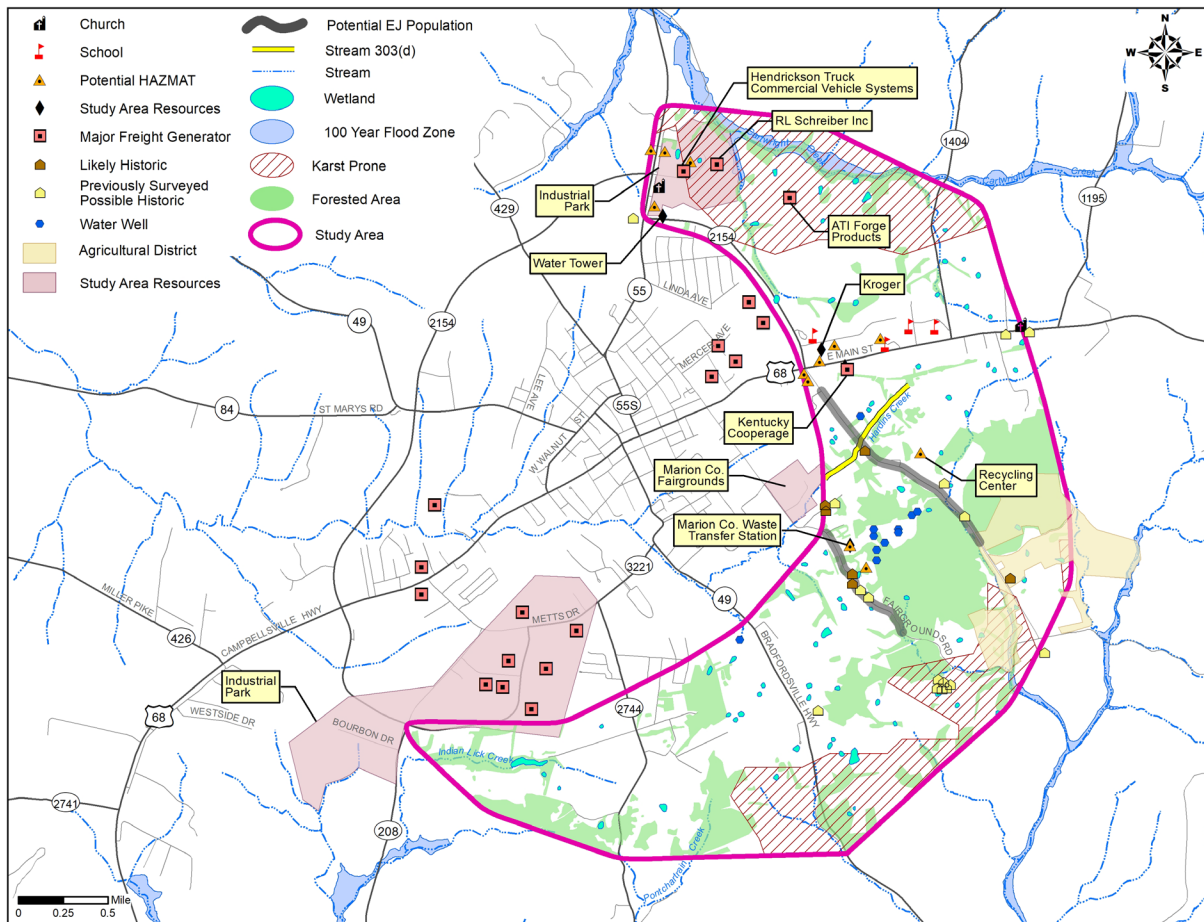 Church
School
Potential HAZMAT
Study Area Resources
Major Freight Generator
Likely Historic
Previously Surveyed
Possible Historic
Water Well
Agricultural District
Study Area Resources
Potential EJ Population
Stream 303(d)
Stream
Wetland
100 Year Flood Zone
Karst Prone
Forested Area
Study Area
N
W
E
S
Hendrickson Truck
Commercial Vehicle Systems
RL Schreiber Inc
Cartwright Creek
1404
Cartwright Creek
1195
Industrial
Park
429
ATI Forge
Products
2154
Water Tower
Kroger
LINDA AVE
55
49
2154
MERCER AVE
E MAIN ST
68
LEE AVE
84
ST MARYS RD
55S
W WALNUT ST
Kentucky
Cooperage
Hardins Creek
Marion Co.
Fairgrounds
Recycling
Center
Marion Co. Waste
Transfer Station
3221
49
METTS DR
FAIRGROUNDS RD
MILLER PIKE
426
CAMPBELLSVILLE HWY
BRADFORDSVILLE HWY
Industrial
Park
68
WESTSIDE DR
BOURBON DR
2744
Indian Lick Creek
2741
208
Pontchartrain Creek
Mile
0
0.25
0.5